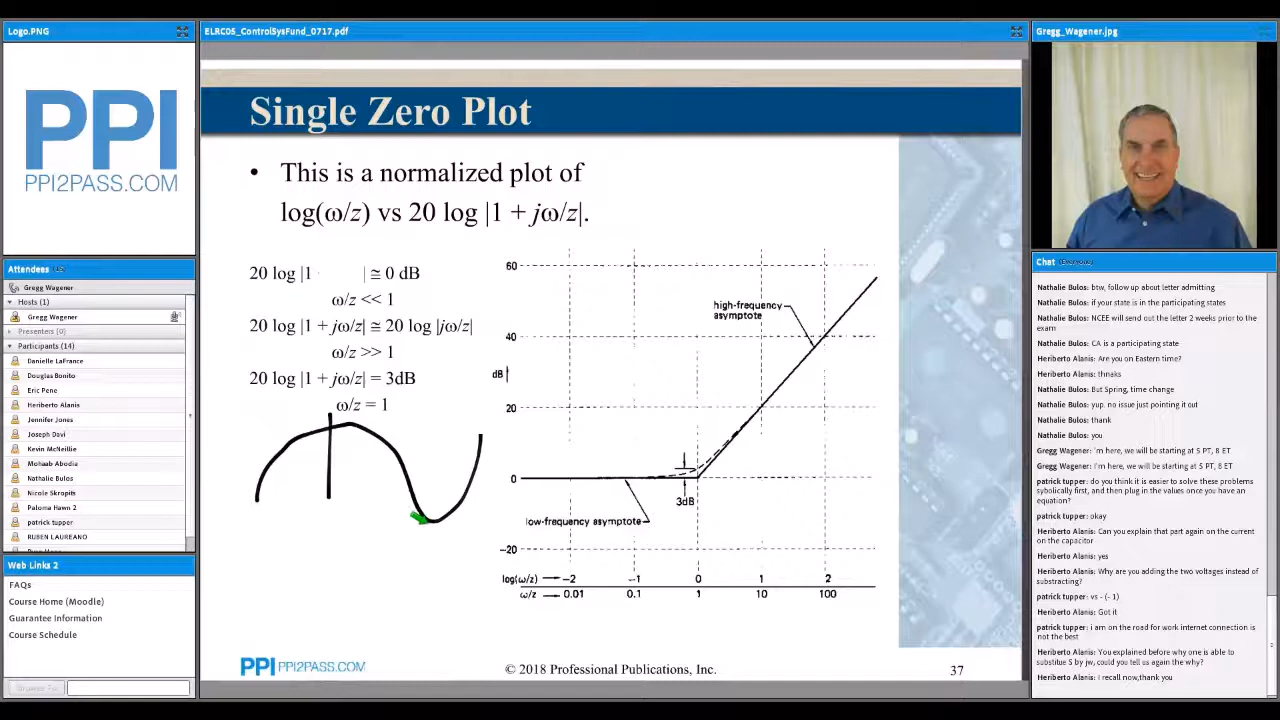 Logo.PNG
PPI
PPI2PASS.COM
Attendees
Gregg Wagener
Hosts (1)
Gregg Wagener
Presenters (0)
Participants (14)
Danielle LaFrance
Douglas Bonito
Eric Pene
Heriberto Alanis
Jennifer Jones
Joseph Davi
Kevin McNeillie
Mohaab Abodia
Nathalie Bulos
Nicole Skropits
Paloma Hawn 2
patrick tupper
RUBEN LAUREANO
Web Links 2
FAQs
Course Home (Moodle)
Guarantee Information
Course Schedule
ELRC05_ControlSysFund_0717.pdf
Single Zero Plot
• This is a normalized plot of
log(ω/z) vs 20 log |1 + jω/z|.
20 log |1 | ≅ 0 dB
ω/z << 1
20 log |1 + jω/z| ≅ 20 log |jω/z|
ω/z >> 1
20 log |1 + jω/z| = 3dB
ω/z = 1
60
high-frequency
asymptote
40
dB
20
0
3dB
low-frequency asymptote
−20
log(ω/z) −2 −1 0 1 2
ω/z 0.01 0.1 1 10 100
PPI PPI2PASS.COM
© 2018 Professional Publications, Inc.
37
Gregg_Wagener.jpg
Chat (Everyone)
Nathalie Bulos: btw, follow up about letter admitting
Nathalie Bulos: if your state is in the participating states
Nathalie Bulos: NCEE will send out the letter 2 weeks prior to the
exam
Nathalie Bulos: CA is a participating state
Heriberto Alanis: Are you on Eastern time?
Heriberto Alanis: thnaks
Nathalie Bulos: But Spring, time change
Nathalie Bulos: yup. no issue just pointing it out
Nathalie Bulos: thank
Nathalie Bulos: you
Gregg Wagener: 'm here, we will be starting at 5 PT, 8 ET
Gregg Wagener: I'm here, we will be starting at 5 PT, 8 ET
patrick tupper: do you think it is easier to solve these problems
sybolically first, and then plug in the values once you have an
equation?
patrick tupper: okay
Heriberto Alanis: Can you explain that part again on the current
on the capacitor
Heriberto Alanis: yes
Heriberto Alanis: Why are you adding the two voltages instead of
substracting?
patrick tupper: vs - (- 1)
Heriberto Alanis: Got it
patrick tupper: i am on the road for work internet connection is
not the best
Heriberto Alanis: You explained before why one is able to
substitue S by jw, could you tell us again the why?
Heriberto Alanis: I recall now,thank you